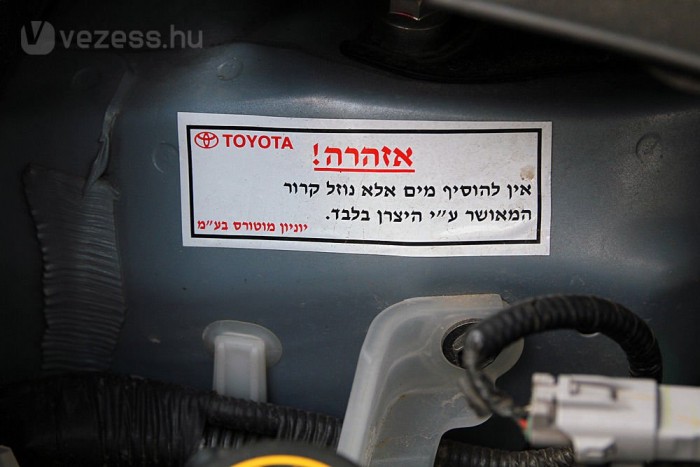 vezess.hu
TOYOTA
אזהרה!
אין להוסיף מים אלא נוזל קרור
המאושר ע״י היצרן בלבד.
יוניון מוטורס בע״מ